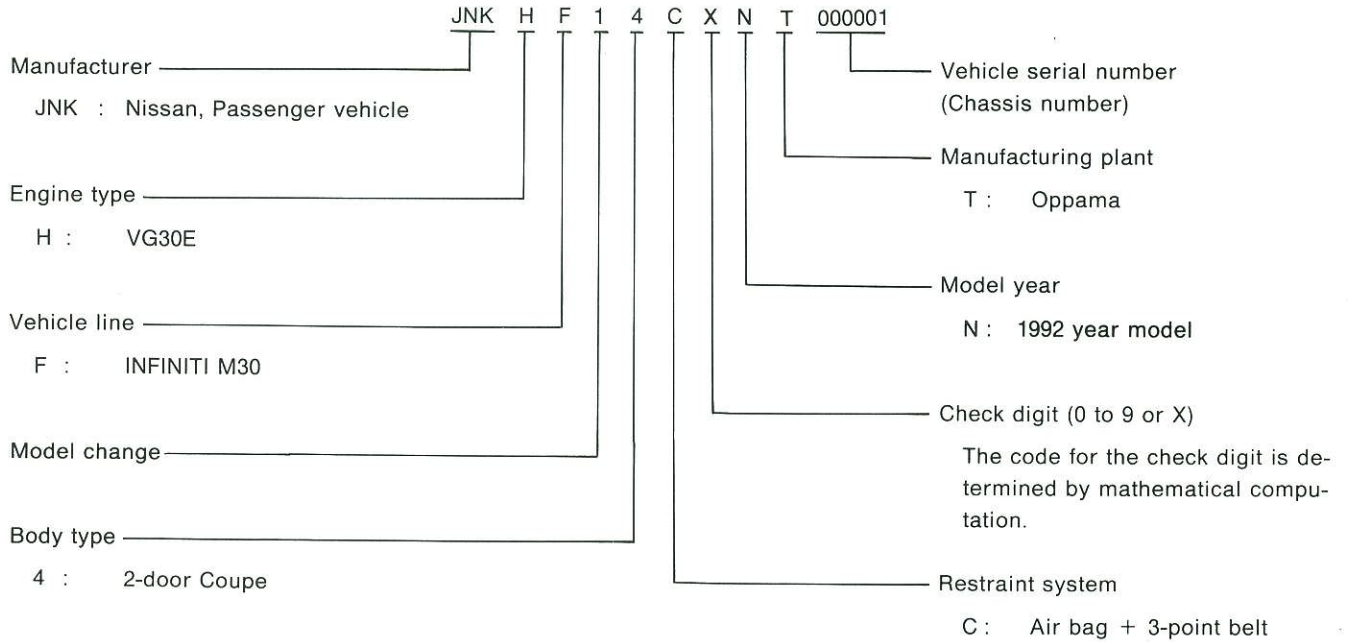 JNK H F 1 4 C X N T 000001
Manufacturer
JNK : Nissan, Passenger vehicle
Engine type
H : VG30E
Vehicle line
F : INFINITI M30
Model change
Body type
4 : 2-door Coupe
Vehicle serial number
(Chassis number)
Manufacturing plant
T : Oppama
Model year
N : 1992 year model
Check digit (0 to 9 or X)
The code for the check digit is de-
termined by mathematical compu-
tation.
Restraint system
C : Air bag + 3-point belt